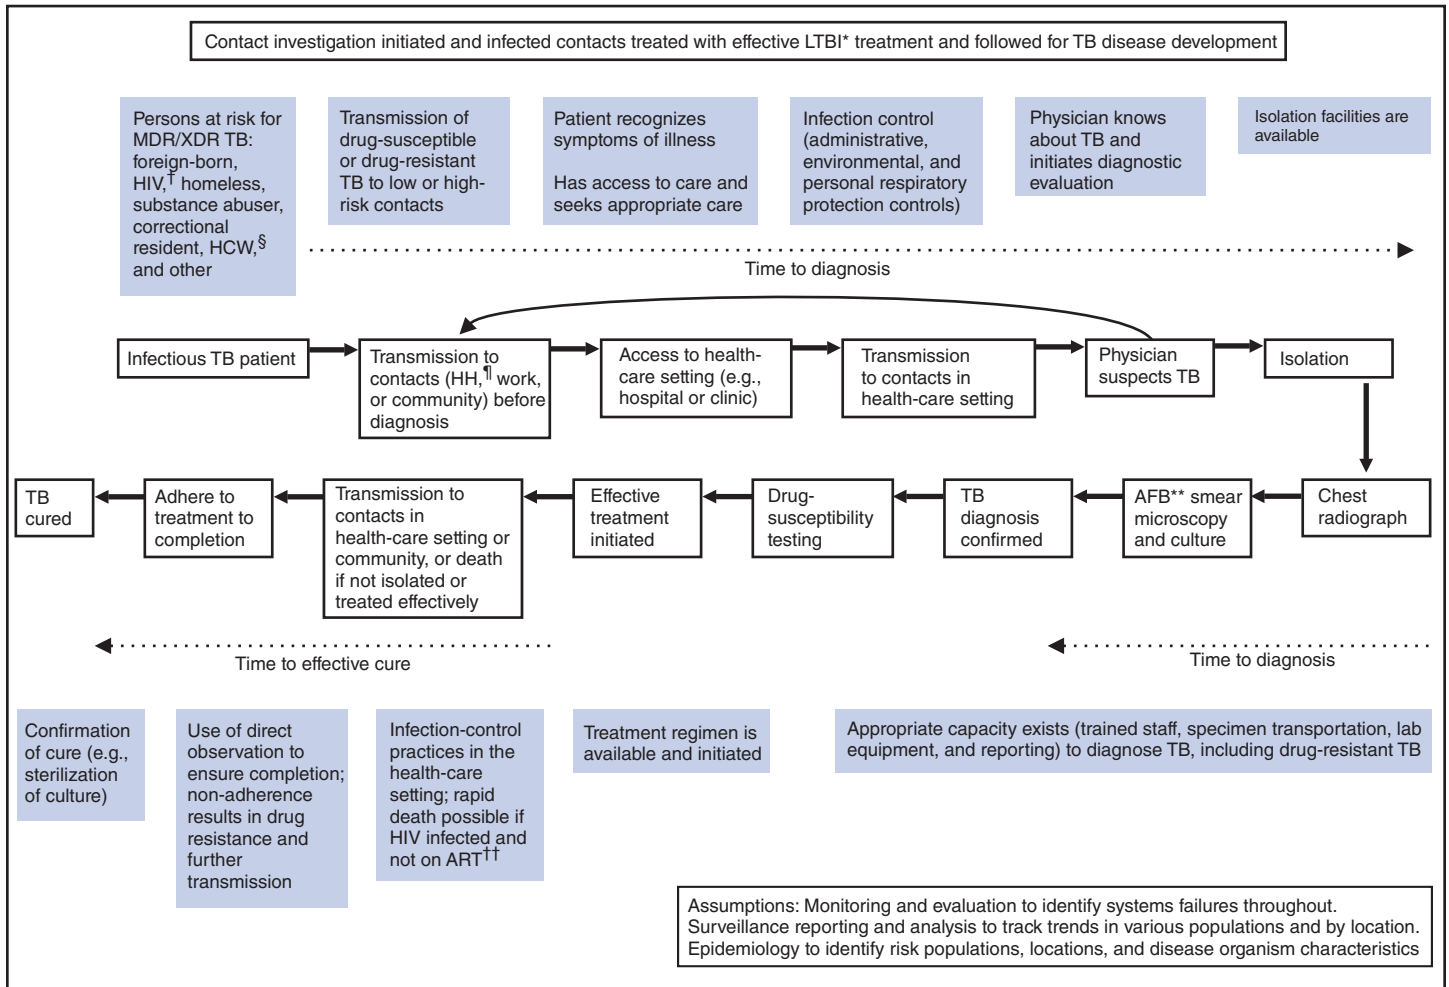 Contact investigation initiated and infected contacts treated with effective LTBI* treatment and followed for TB disease development
Persons at risk for
MDR/XDR TB:
foreign-born,
HIV,† homeless,
substance abuser,
correctional
resident, HCW,§
and other
Transmission of
drug-susceptible
or drug-resistant
TB to low or high-
risk contacts
Patient recognizes
symptoms of illness
Has access to care and
seeks appropriate care
Infection control
(administrative,
environmental, and
personal respiratory
protection controls)
Physician knows
about TB and
initiates diagnostic
evaluation
Isolation facilities are
available
Time to diagnosis
Infectious TB patient
Transmission to
contacts (HH,¶ work,
or community) before
diagnosis
Access to health-
care setting (e.g.,
hospital or clinic)
Transmission
to contacts in
health-care setting
Physician
suspects TB
Isolation
Chest
radiograph
AFB** smear
microscopy
and culture
TB
diagnosis
confirmed
Drug-
susceptibility
testing
Effective
treatment
initiated
Transmission to
contacts in
health-care setting or
community, or death
if not isolated or
treated effectively
Adhere to
treatment to
completion
TB
cured
Time to effective cure
Time to diagnosis
Confirmation
of cure (e.g.,
sterilization
of culture)
Use of direct
observation to
ensure completion;
non-adherence
results in drug
resistance and
further
transmission
Infection-control
practices in the
health-care
setting; rapid
death possible if
HIV infected and
not on ART††
Treatment regimen is
available and initiated
Appropriate capacity exists (trained staff, specimen transportation, lab
equipment, and reporting) to diagnose TB, including drug-resistant TB
Assumptions: Monitoring and evaluation to identify systems failures throughout.
Surveillance reporting and analysis to track trends in various populations and by location.
Epidemiology to identify risk populations, locations, and disease organism characteristics